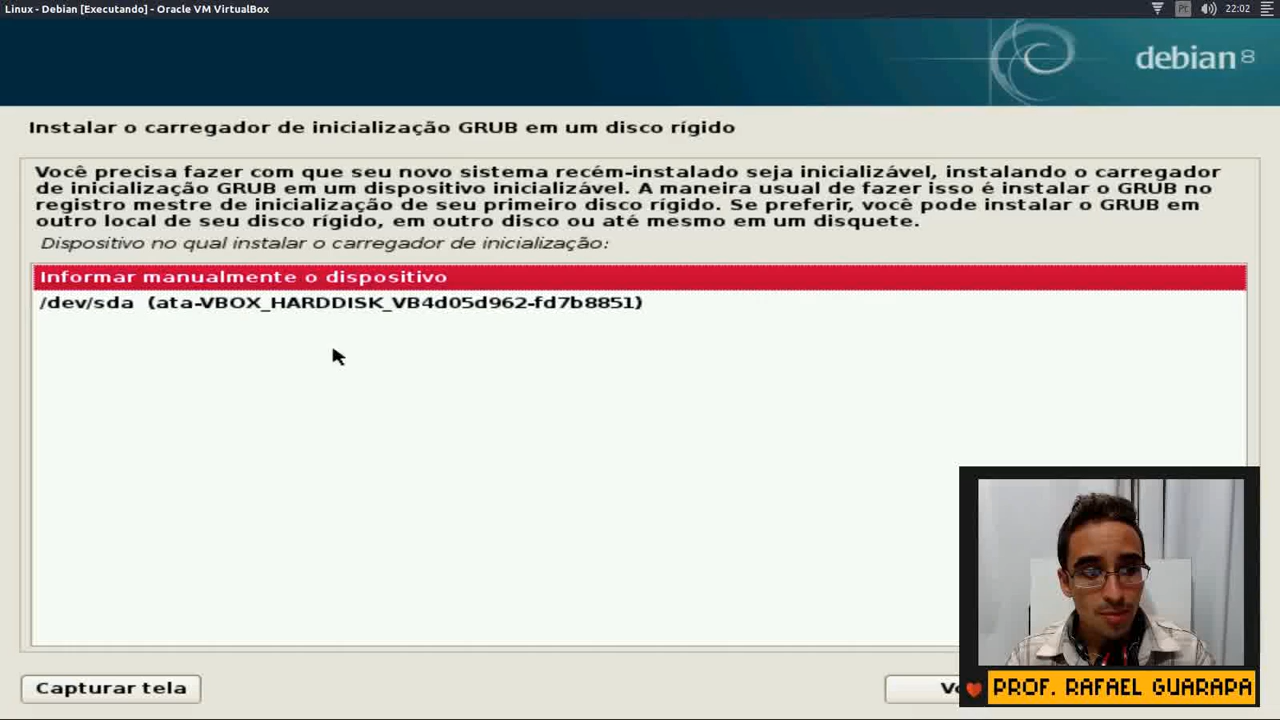 Linux - Debian [Executando] - Oracle VM VirtualBox
Pt
22:02
debian 8
Instalar o carregador de inicialização GRUB em um disco rígido
Você precisa fazer com que seu novo sistema recém-instalado seja inicializável, instalando o carregador
de inicialização GRUB em um dispositivo inicializável. A maneira usual de fazer isso é instalar o GRUB no
registro mestre de inicialização de seu primeiro disco rígido. Se preferir, você pode instalar o GRUB em
outro local de seu disco rígido, em outro disco ou até mesmo em um disquete.
Dispositivo no qual instalar o carregador de inicialização:
Informar manualmente o dispositivo
/dev/sda (ata-VBOX_HARDDISK_VB4d05d962-fd7b8851)
Capturar tela
PROF. RAFAEL GUARAPA